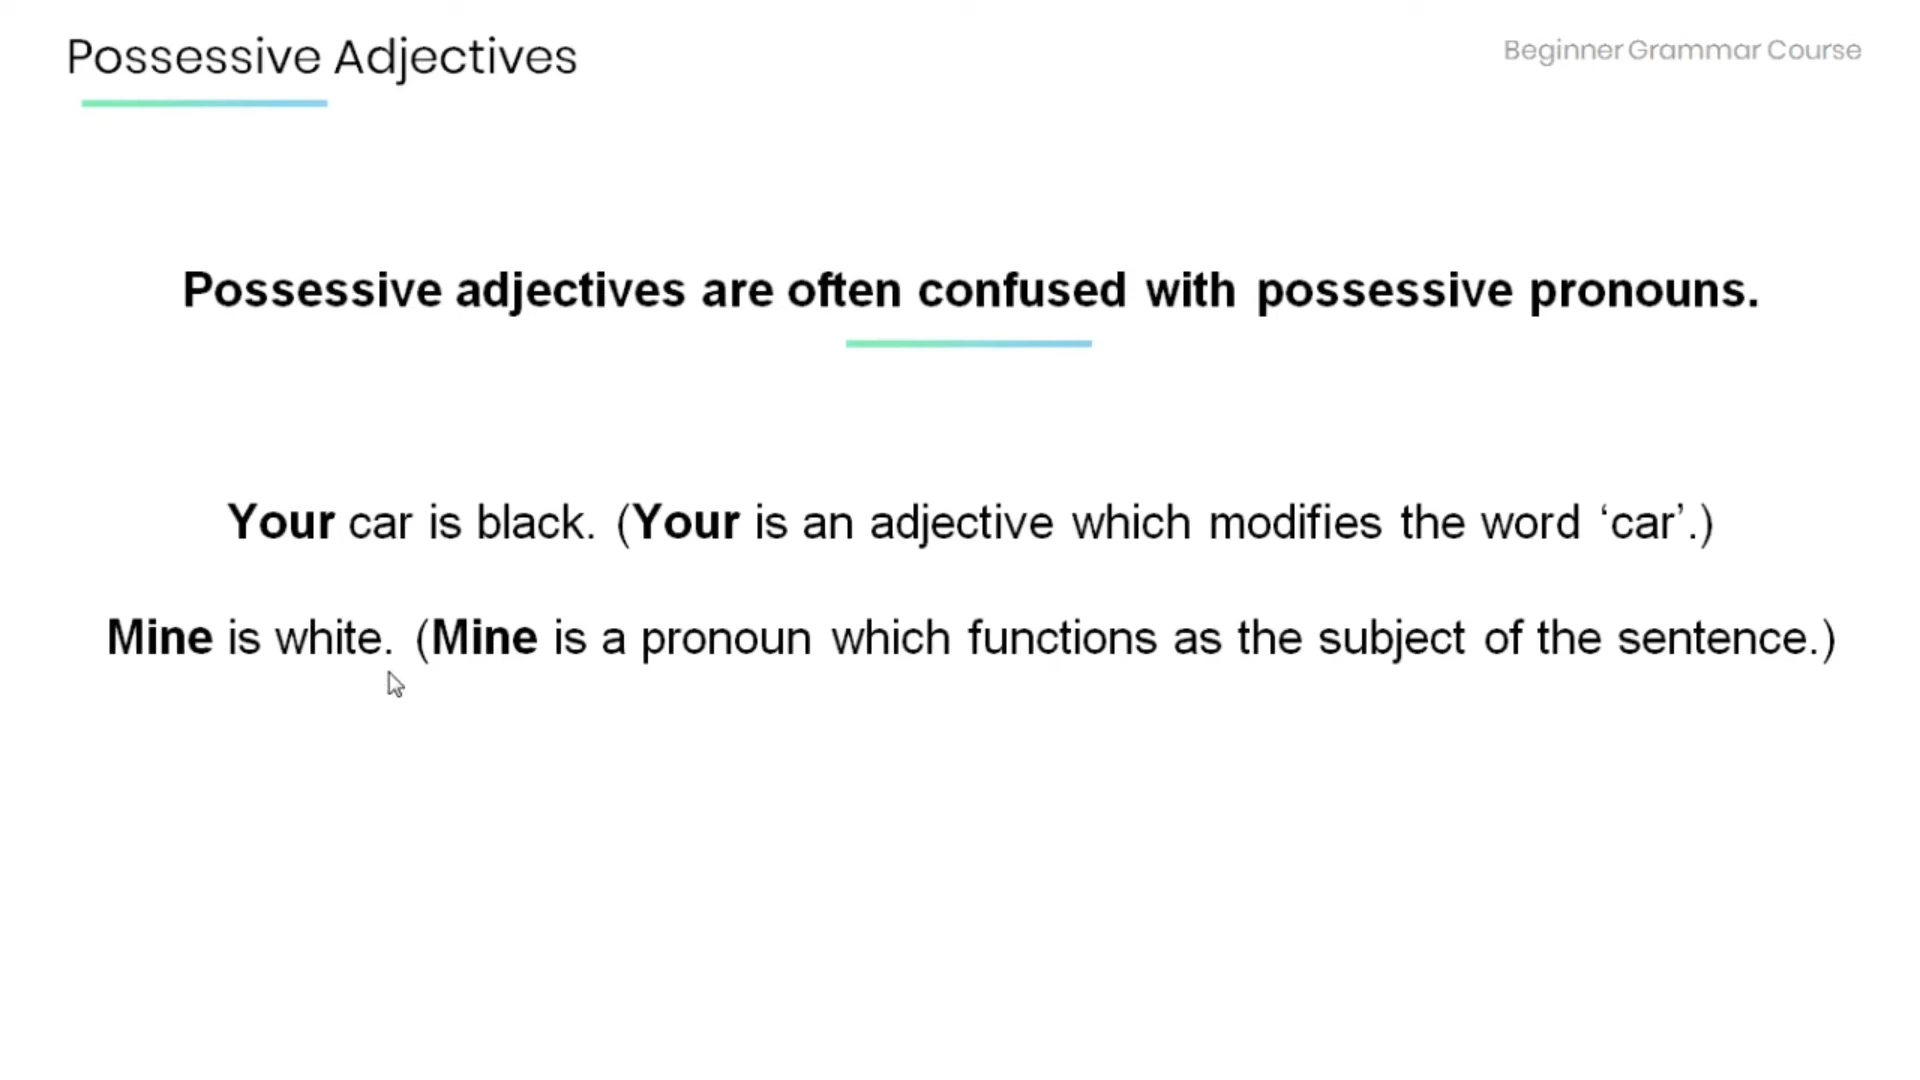 Possessive Adjectives
Beginner Grammar Course
Possessive adjectives are often confused with possessive pronouns.
Your car is black. (Your is an adjective which modifies the word ‘car’.)
Mine is white. (Mine is a pronoun which functions as the subject of the sentence.)